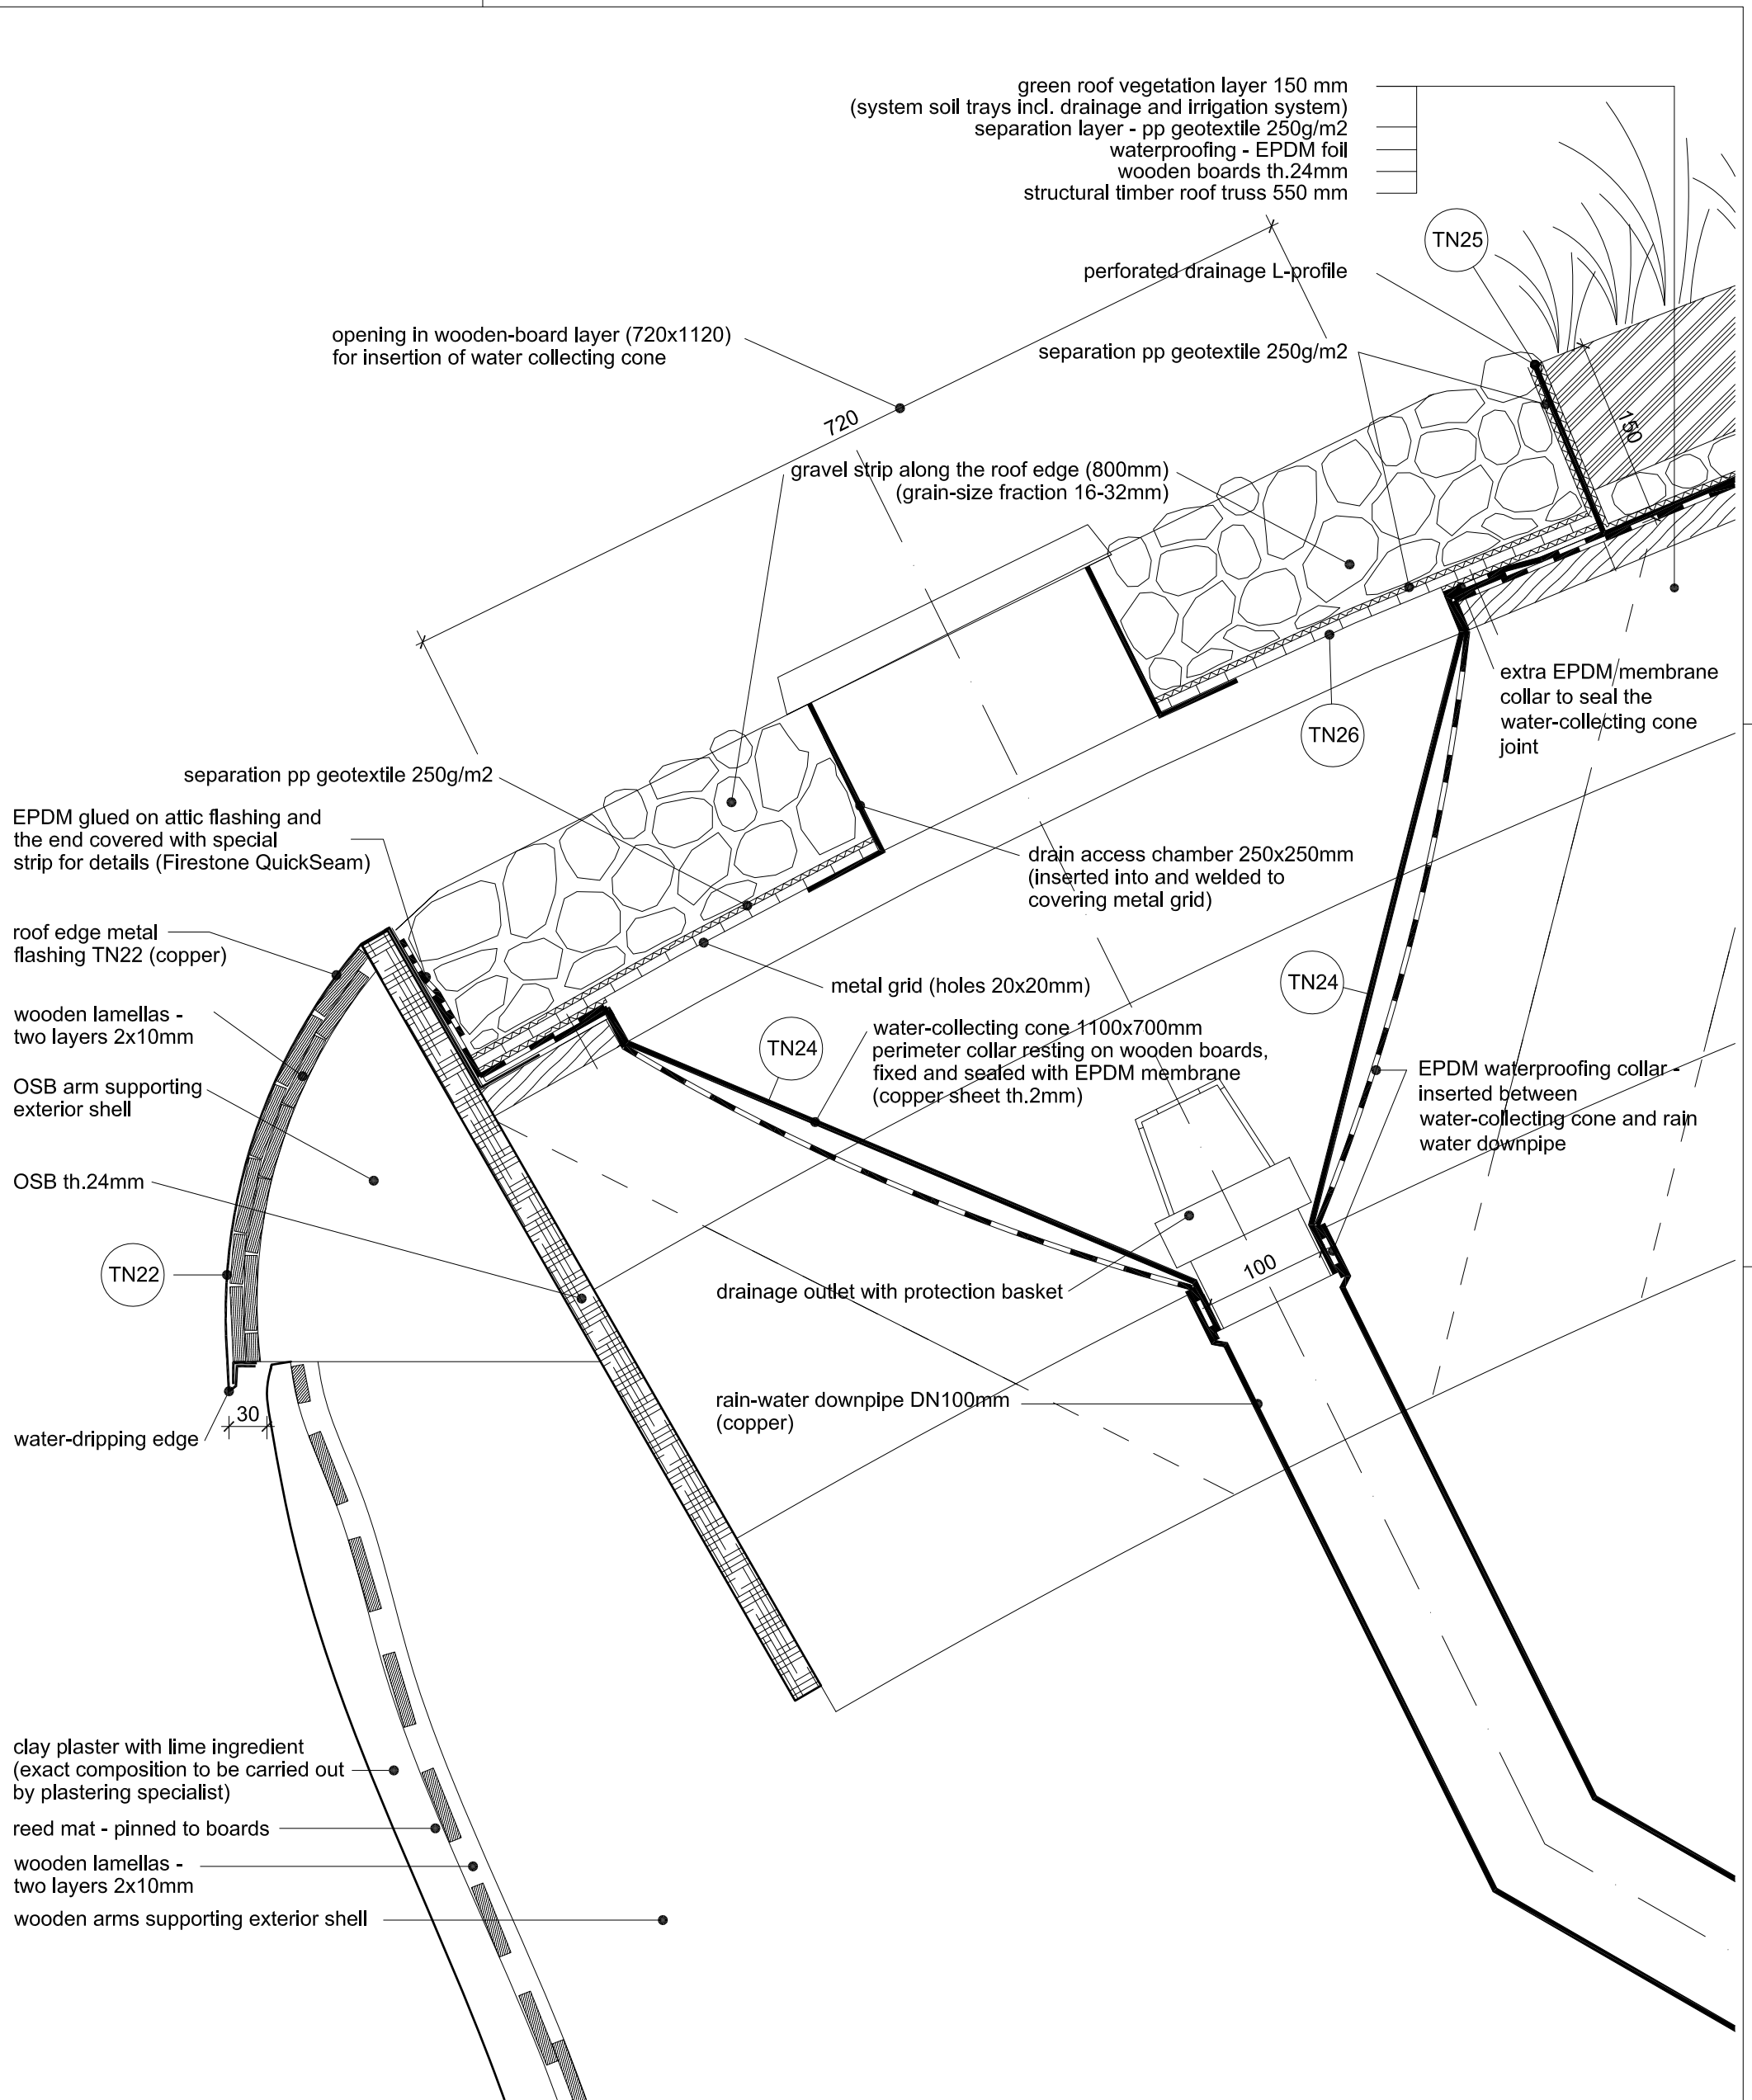 green roof vegetation layer 150 mm
(system soil trays incl. drainage and irrigation system)
separation layer - pp geotextile 250g/m2
waterproofing - EPDM foil
wooden boards th.24mm
structural timber roof truss 550 mm
TN25
perforated drainage L-profile
opening in wooden-board layer (720x1120)
for insertion of water collecting cone
separation pp geotextile 250g/m2
720
150
gravel strip along the roof edge (800mm)
(grain-size fraction 16-32mm)
extra EPDM membrane
collar to seal the
water-collecting cone
joint
TN26
separation pp geotextile 250g/m2
EPDM glued on attic flashing and
the end covered with special
strip for details (Firestone QuickSeam)
drain access chamber 250x250mm
(inserted into and welded to
covering metal grid)
roof edge metal
flashing TN22 (copper)
TN24
metal grid (holes 20x20mm)
wooden lamellas -
two layers 2x10mm
TN24
water-collecting cone 1100x700mm
perimeter collar resting on wooden boards,
fixed and sealed with EPDM membrane
(copper sheet th.2mm)
OSB arm supporting
exterior shell
EPDM waterproofing collar -
inserted between
water-collecting cone and rain
water downpipe
OSB th.24mm
TN22
100
drainage outlet with protection basket
rain-water downpipe DN100mm
(copper)
30
water-dripping edge
clay plaster with lime ingredient
(exact composition to be carried out
by plastering specialist)
reed mat - pinned to boards
wooden lamellas -
two layers 2x10mm
wooden arms supporting exterior shell